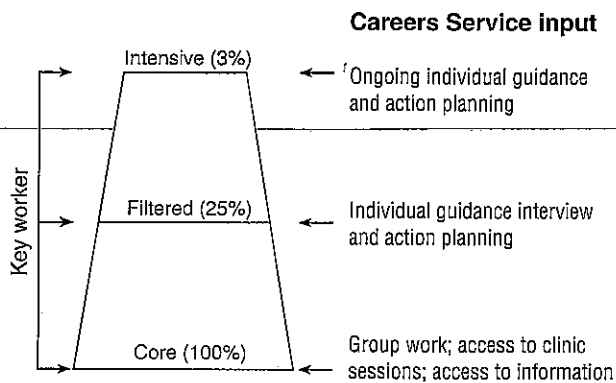 Careers Service input
Intensive (3%)
Ongoing individual guidance
and action planning
Key worker
Filtered (25%)
Individual guidance interview
and action planning
Core (100%)
Group work; access to clinic
sessions; access to information